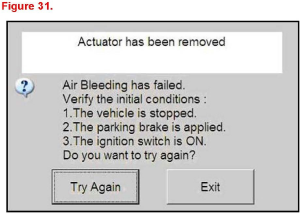 Figure 31.
Actuator has been removed
Air Bleeding has failed.
Verify the initial conditions :
1.The vehicle is stopped.
2.The parking brake is applied.
3.The ignition switch is ON.
Do you want to try again?
Try Again
Exit